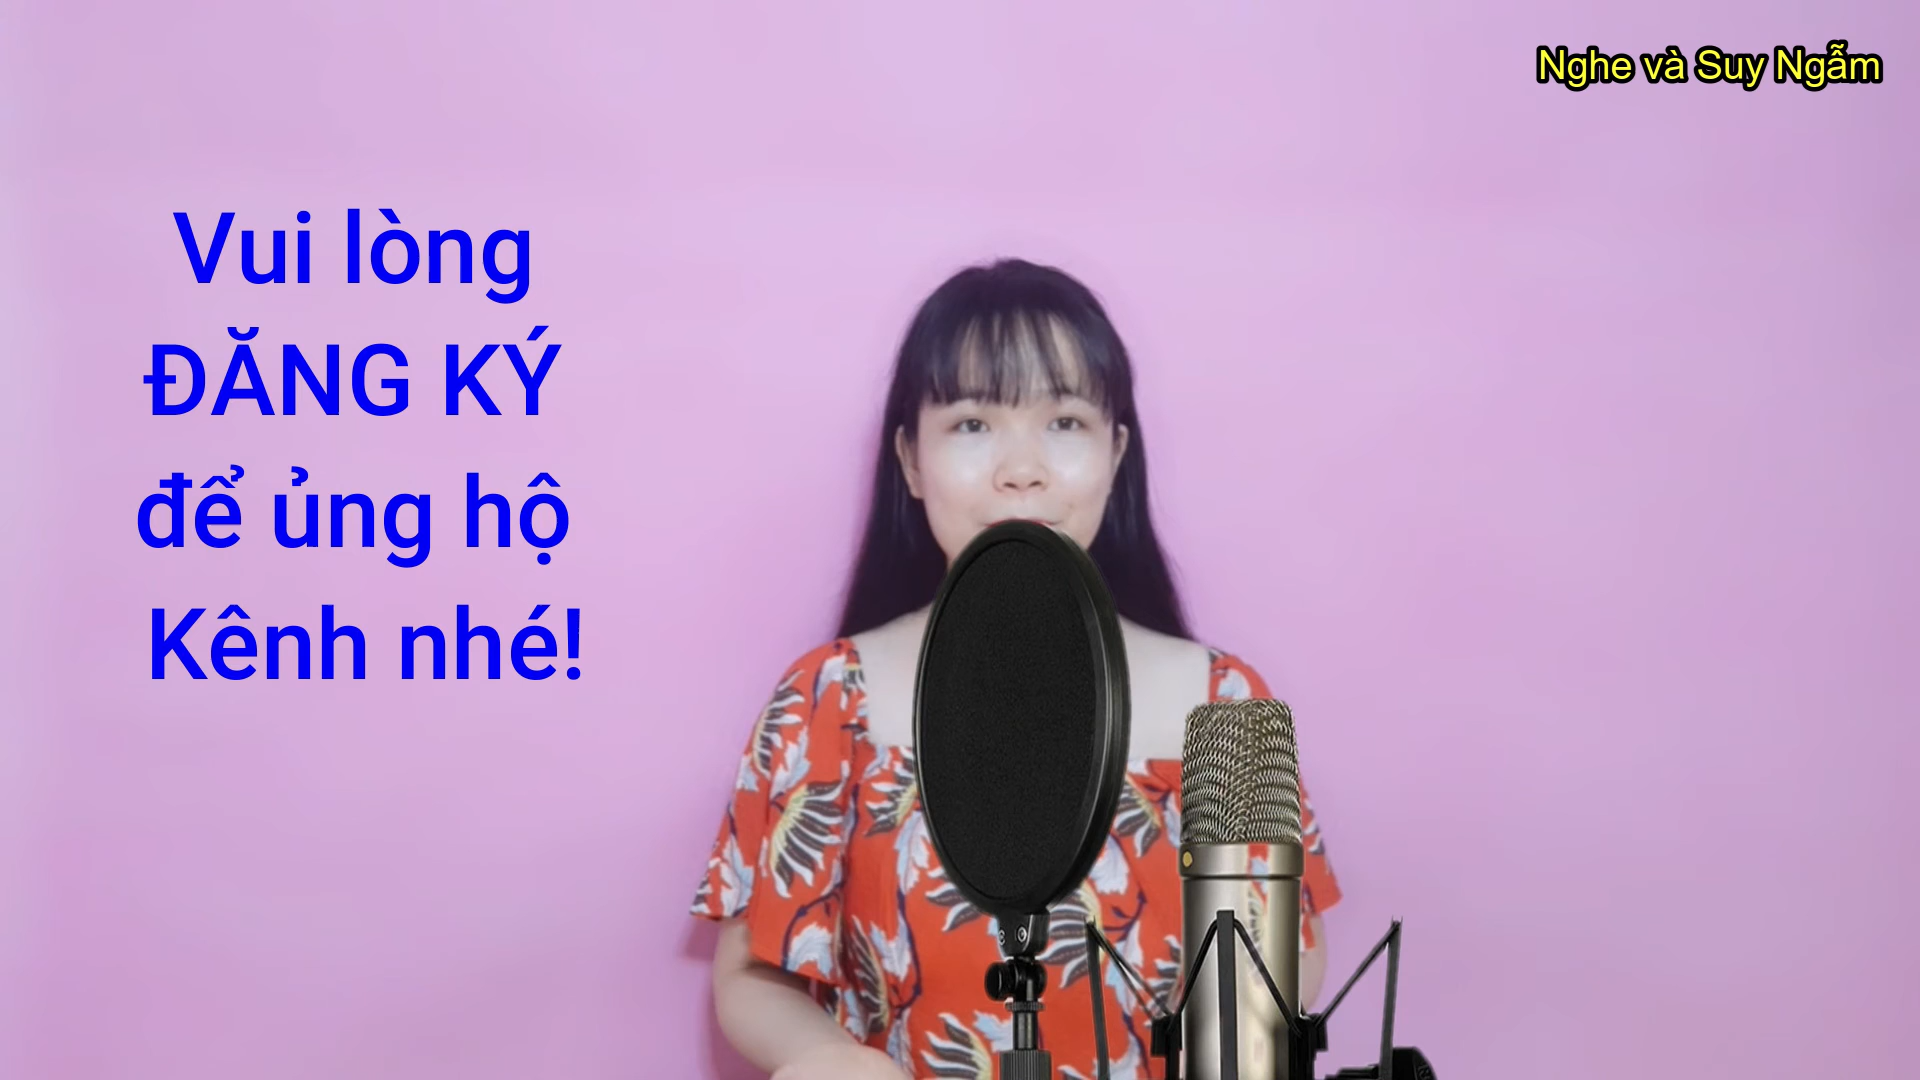 Nghe và Suy Ngẫm
Vui lòng
ĐĂNG KÝ
để ủng hộ
Kênh nhé!